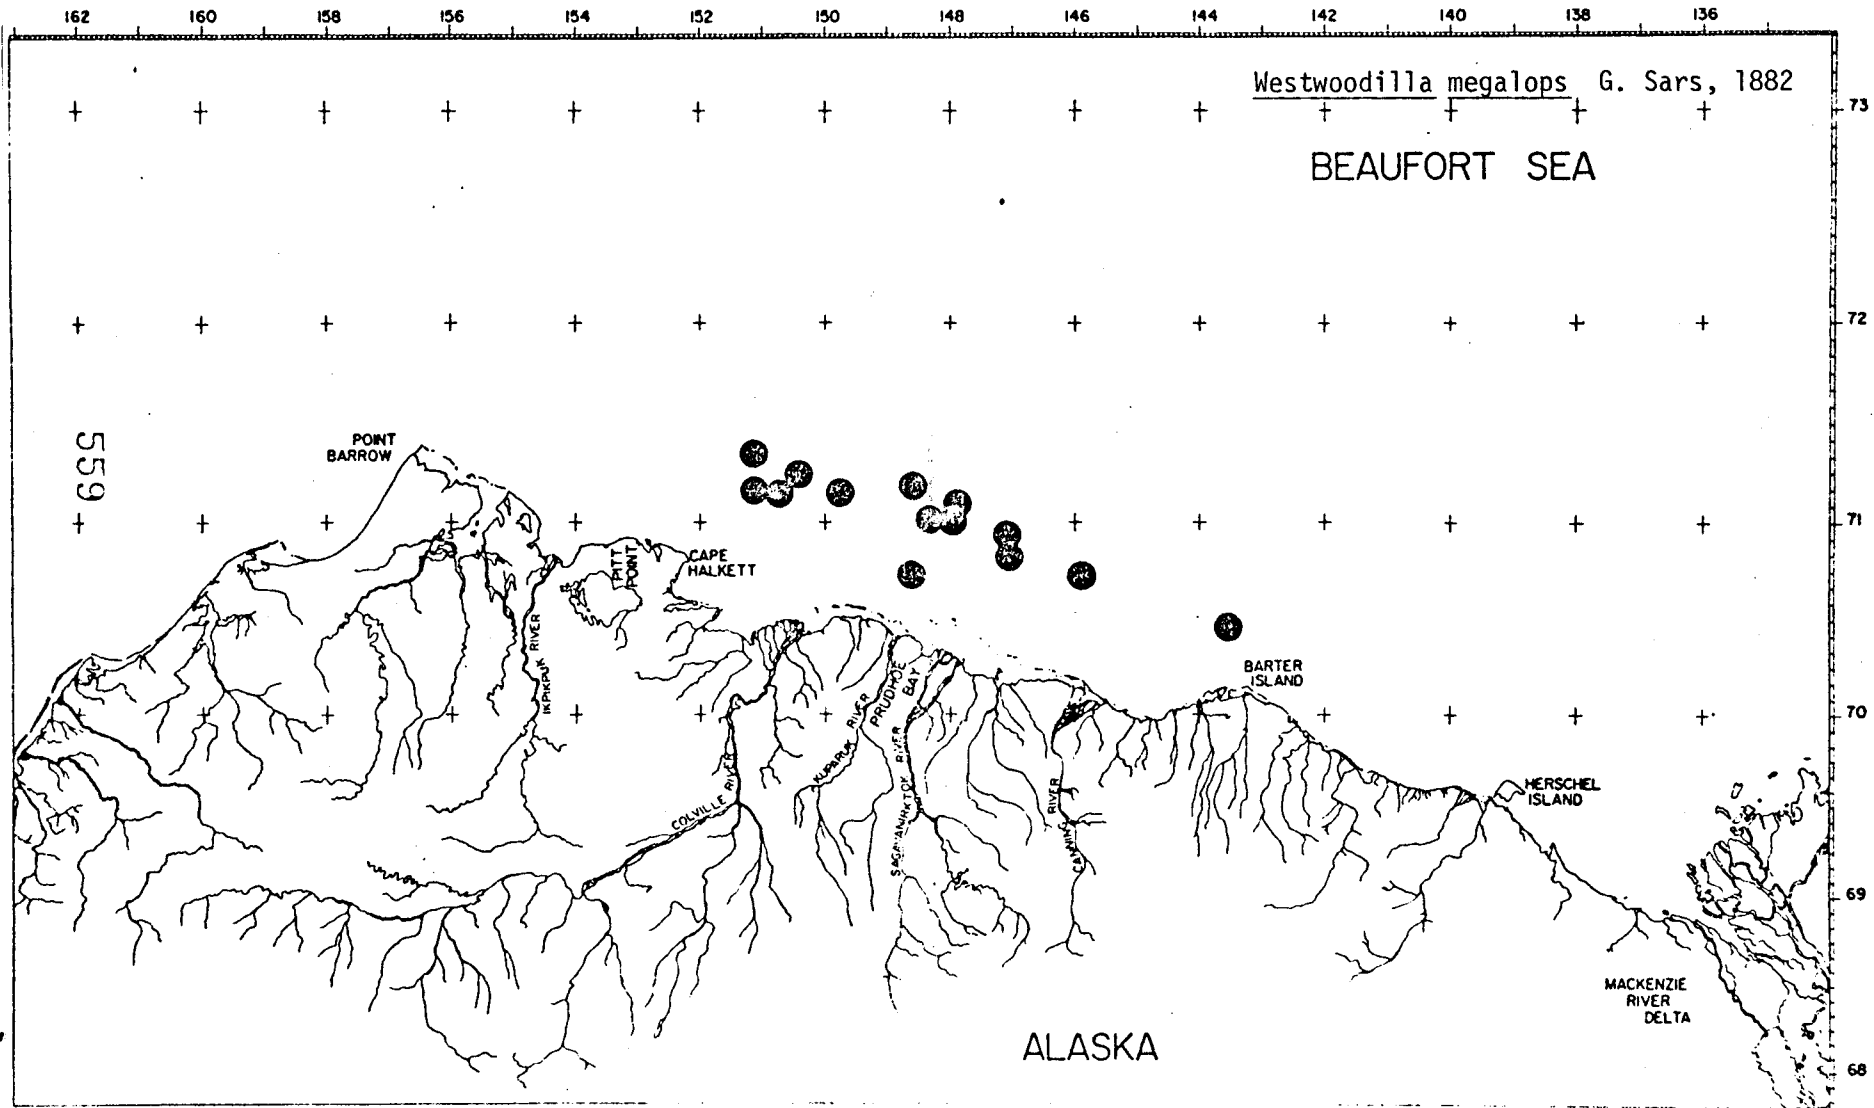 162 160 158 156 154 152 150 148 146 144 142 140 138 136
Westwoodilla megalops G. Sars, 1882
73
BEAUFORT SEA
72
559
POINT
BARROW
71
PITT
POINT
CAPE
HALKETT
IKPIKPUK RIVER
BARTER
ISLAND
PRUDHOE
BAY
KUPARUK RIVER
70
SAGAVANIRKTOK RIVER
COLVILLE RIVER
CANNING RIVER
HERSCHEL
ISLAND
69
MACKENZIE
RIVER
DELTA
ALASKA
68